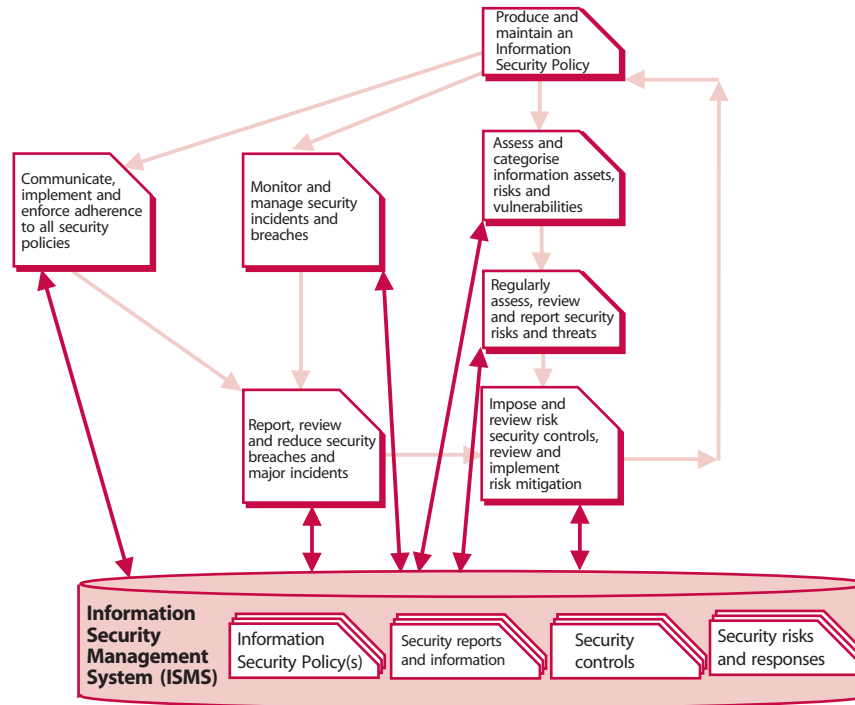 Produce and
maintain an
Information
Security Policy
Communicate,
implement and
enforce adherence
to all security
policies
Monitor and
manage security
incidents and
breaches
Assess and
categorise
information assets,
risks and
vulnerabilities
Regularly
assess, review
and report security
risks and threats
Report, review
and reduce security
breaches and
major incidents
Impose and
review risk
security controls,
review and
implement
risk mitigation
Information
Security
Management
System (ISMS)
Information
Security Policy(s)
Security reports
and information
Security
controls
Security risks
and responses